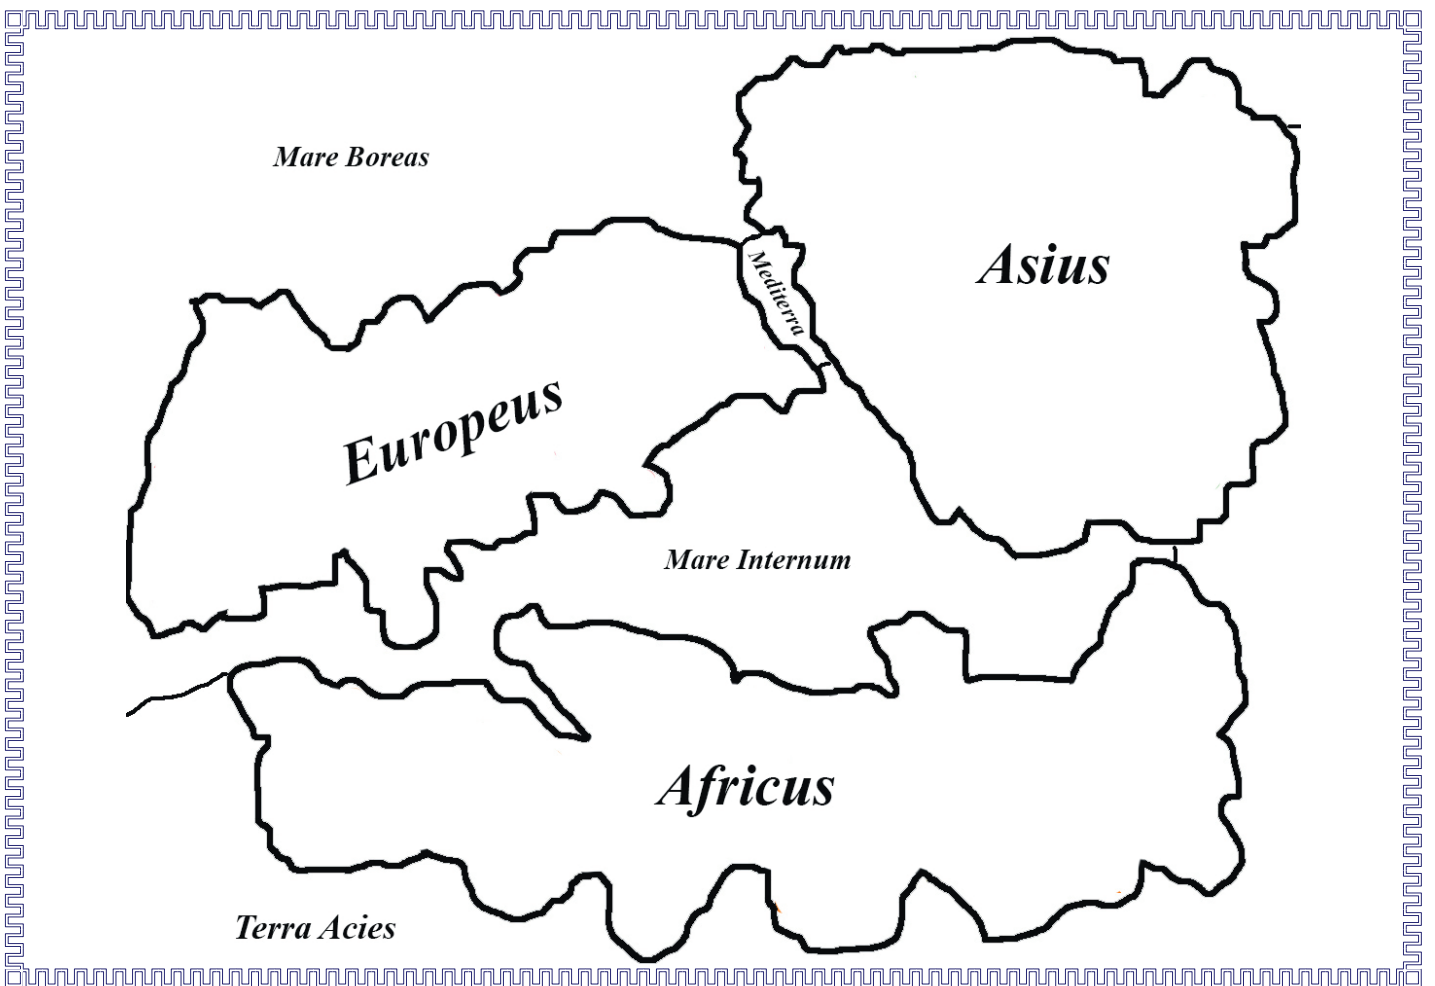 Mare Boreas
Asius
Mediterra
Europeus
Mare Internum
Africus
Terra Acies